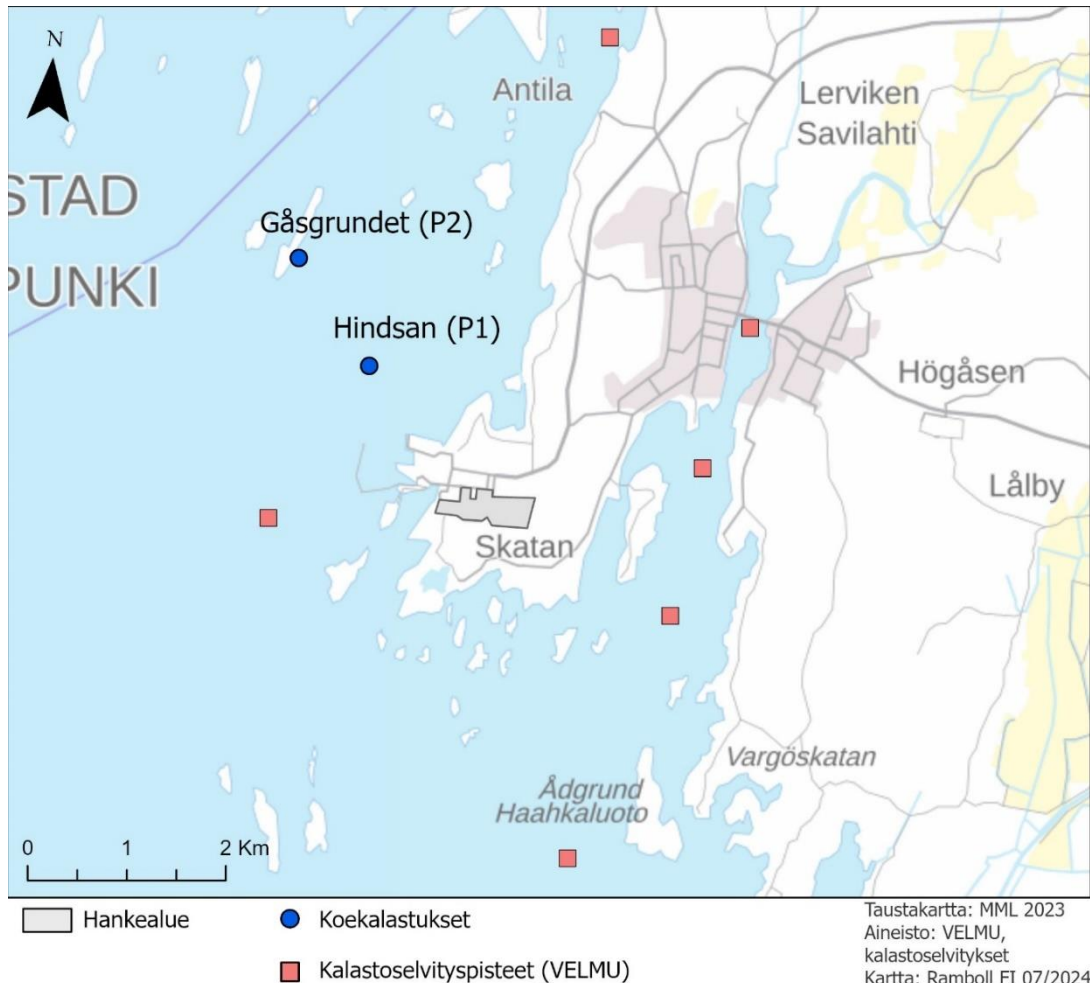 N
Antila
Lerviken
Savilahti
STAD
PUNKI
Gåsgrundet (P2)
Hindsan (P1)
Högåsen
Lålby
Skatan
Vargöskatan
Ådgrund
Haahkaluoto
0 1 2 Km
Hankealue
Koekalastukset
Kalastoselvityspisteet (VELMU)
Taustakartta: MML 2023
Aineisto: VELMU,
kalastoselvitykset
Kartta: Ramboll FI 07/2024